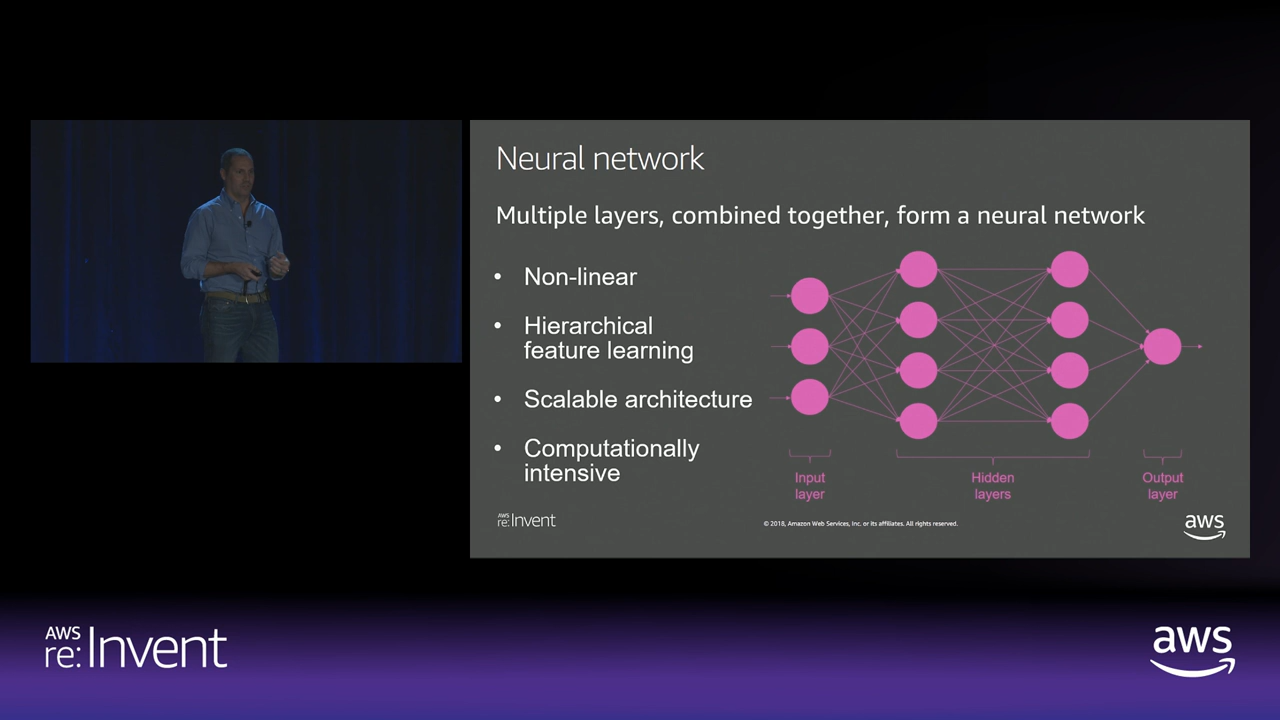 Neural network
Multiple layers, combined together, form a neural network
• Non-linear
• Hierarchical
feature learning
• Scalable architecture
• Computationally
intensive
Input
layer
Hidden
layers
Output
layer
AWS
re:Invent
© 2018, Amazon Web Services, Inc. or its affiliates. All rights reserved.
aws
AWS
re:Invent
aws